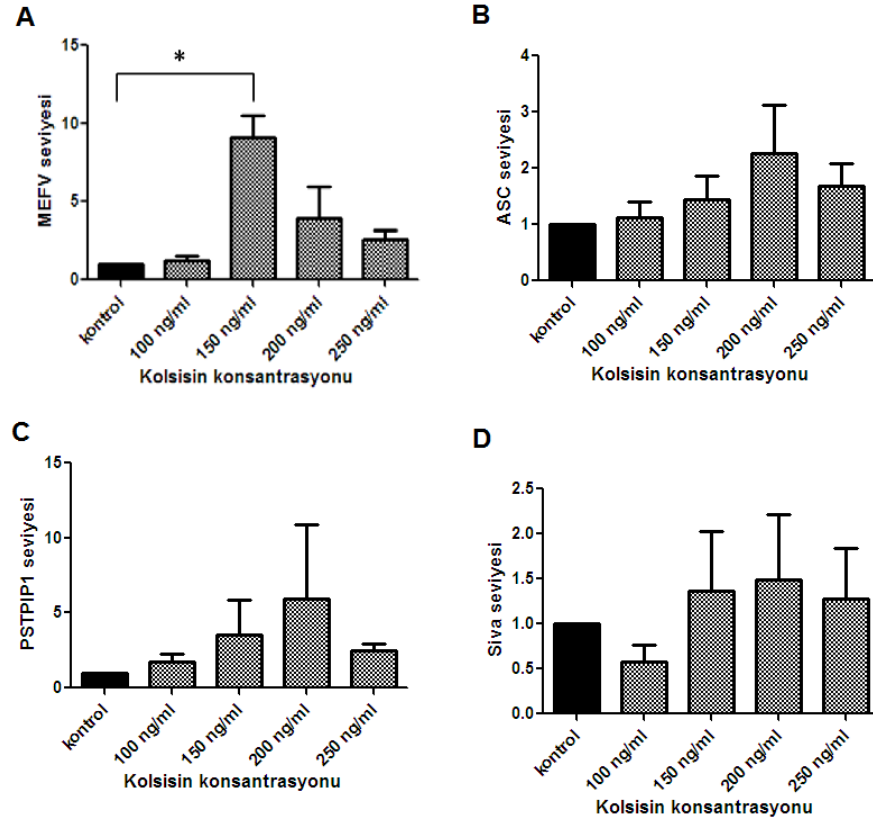 A
MEFV seviyesi
15
10
5
0
*
kontrol
100 ng/ml
150 ng/ml
200 ng/ml
250 ng/ml
Kolsisin konsantrasyonu
B
ASC seviyesi
4
3
2
1
0
kontrol
100 ng/ml
150 ng/ml
200 ng/ml
250 ng/ml
Kolsisin konsantrasyonu
C
PSTPIP1 seviyesi
15
10
5
0
kontrol
100 ng/ml
150 ng/ml
200 ng/ml
250 ng/ml
Kolsisin konsantrasyonu
D
Siva seviyesi
2.5
2.0
1.5
1.0
0.5
0.0
kontrol
100 ng/ml
150 ng/ml
200 ng/ml
250 ng/ml
Kolsisin konsantrasyonu